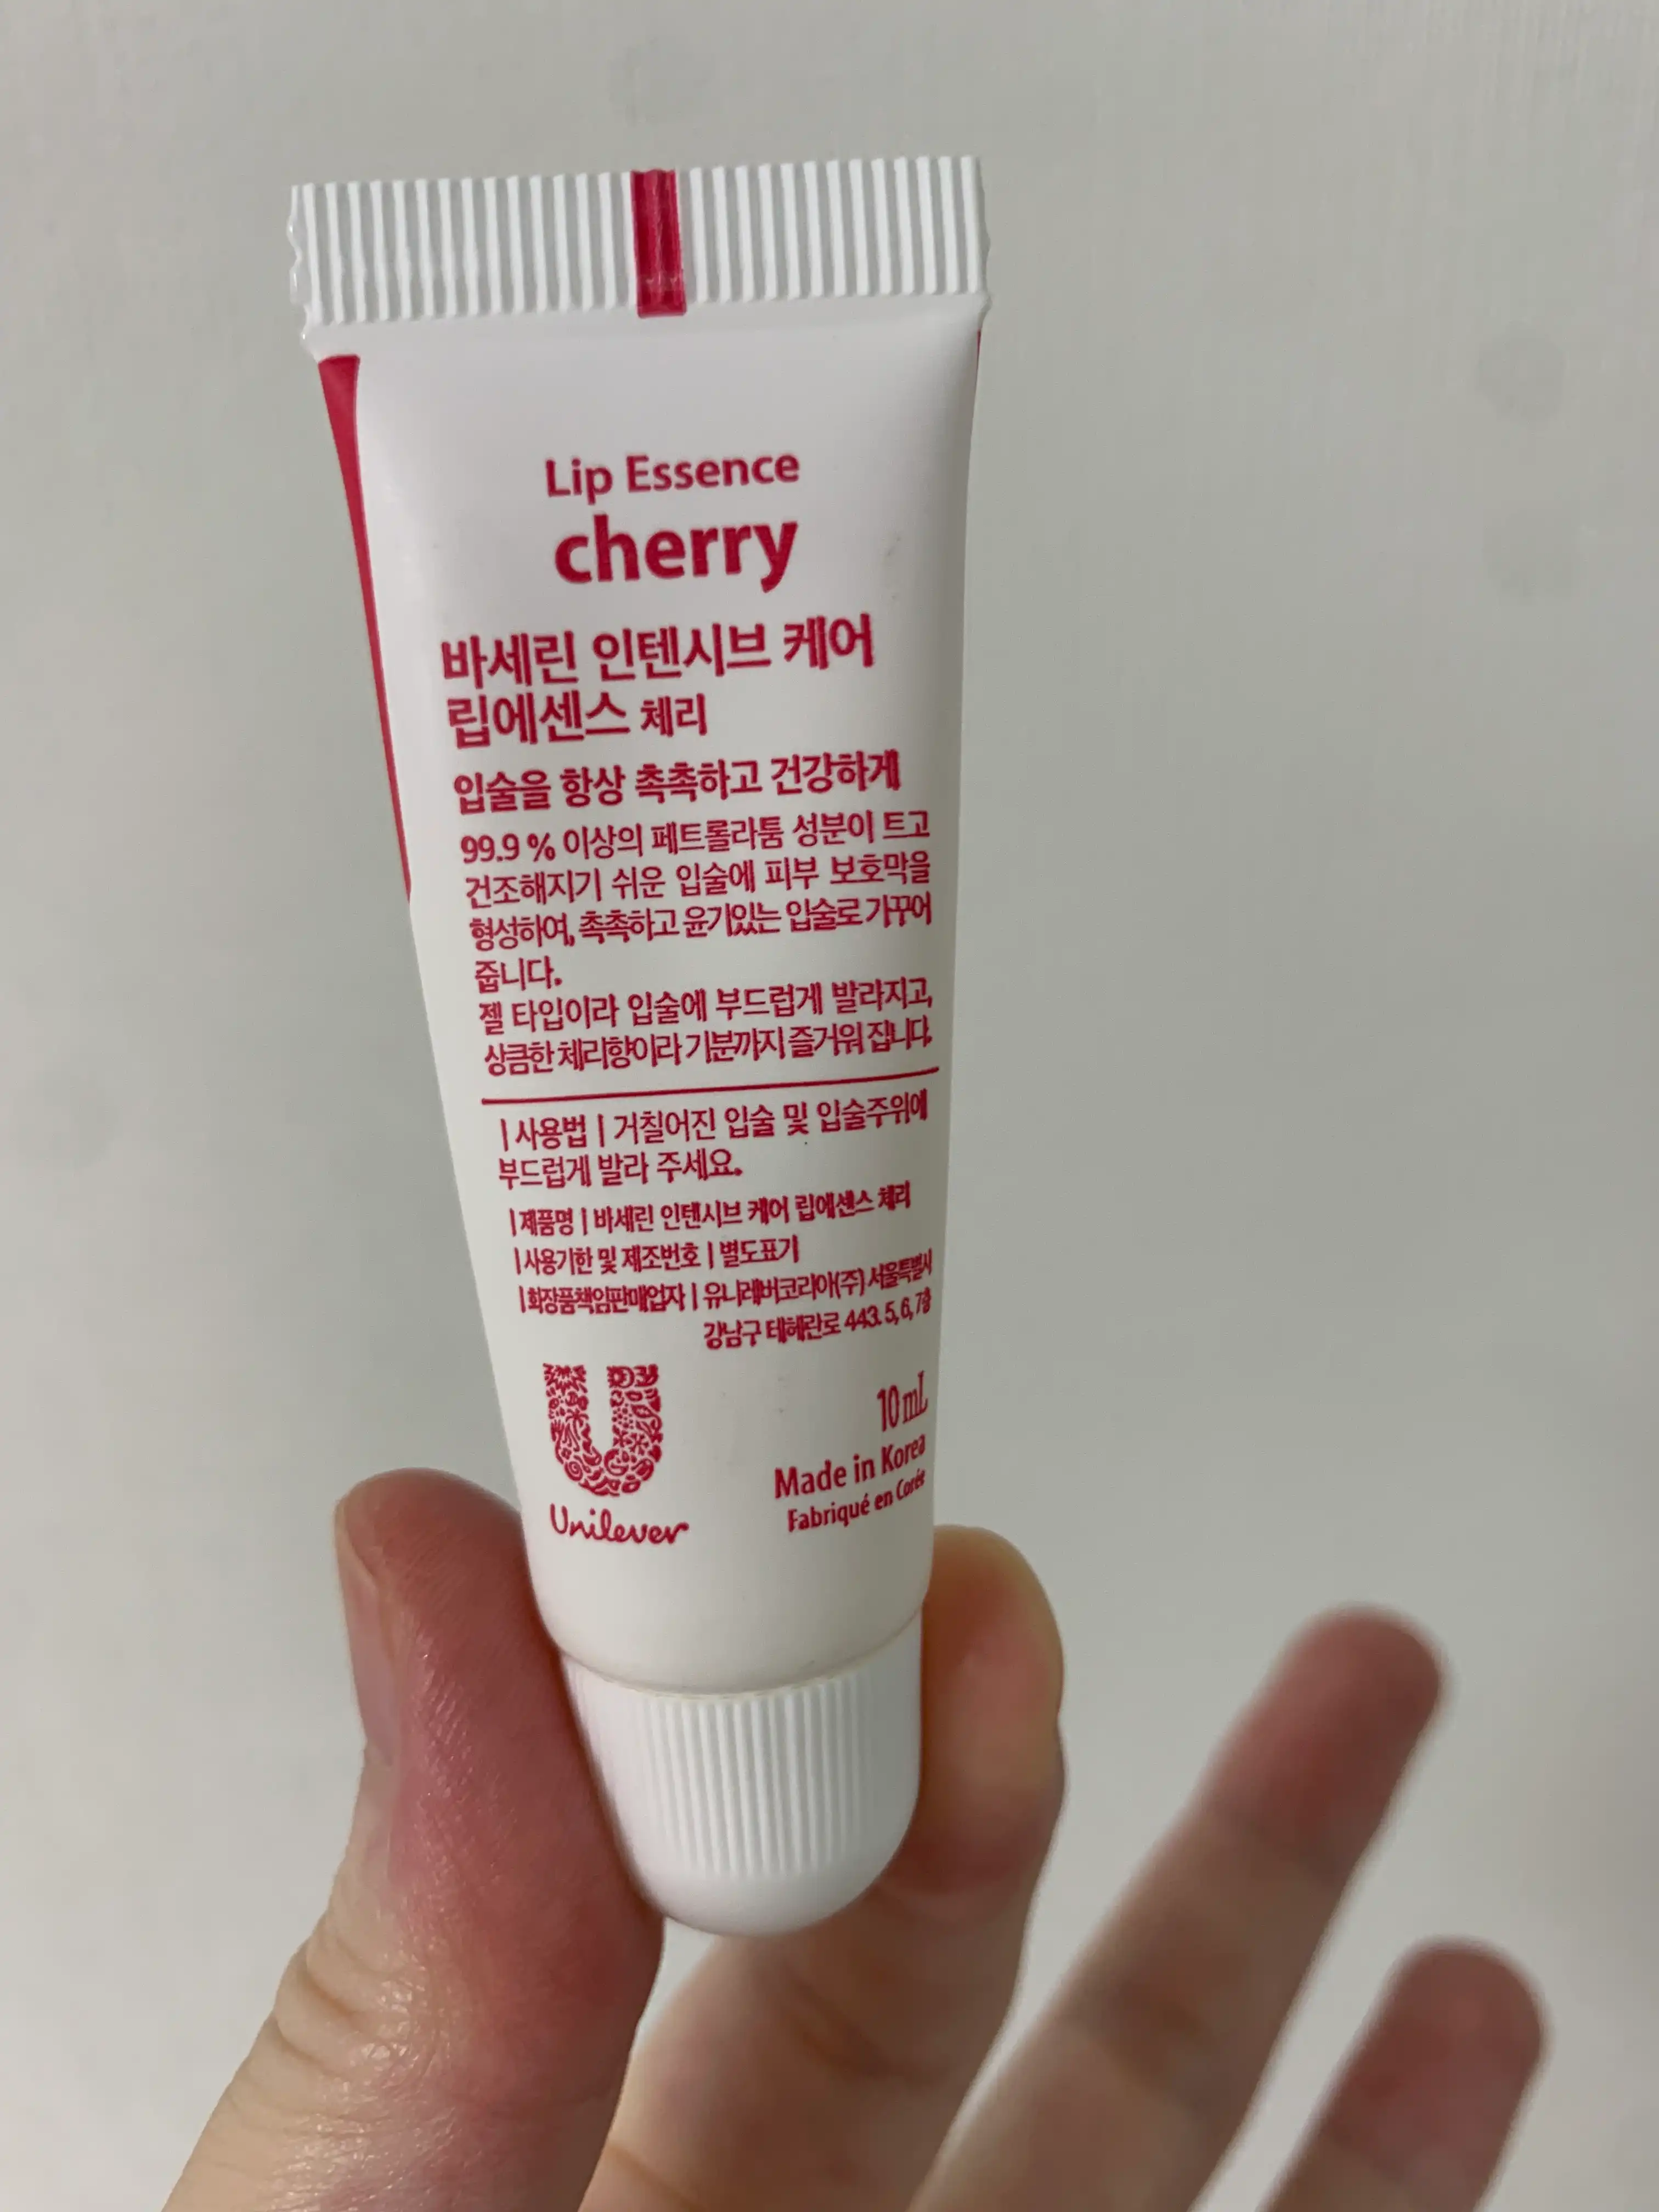 Lip Essence
cherry
바세린 인텐시브 케어
립에센스 체리
입술을 항상 촉촉하고 건강하게
99.9 % 이상의 페트롤라툼 성분이 트고
건조해지기 쉬운 입술에 피부 보호막을
형성하여, 촉촉하고 윤기있는 입술로 가꾸어
줍니다.
젤 타입이라 입술에 부드럽게 발라지고,
상큼한 체리향이라 기분까지 즐거워 집니다.
| 사용법 | 거칠어진 입술 및 입술주위에
부드럽게 발라 주세요.
| 제품명 | 바세린 인텐시브 케어 립에센스 체리
| 사용기한 및 제조번호 | 별도표기
| 화장품책임판매업자 | 유니레버코리아(주) 서울특별시
강남구 테헤란로 443. 5, 6, 7층
Unilever
10 mL
Made in Korea
Fabriqué en Corée